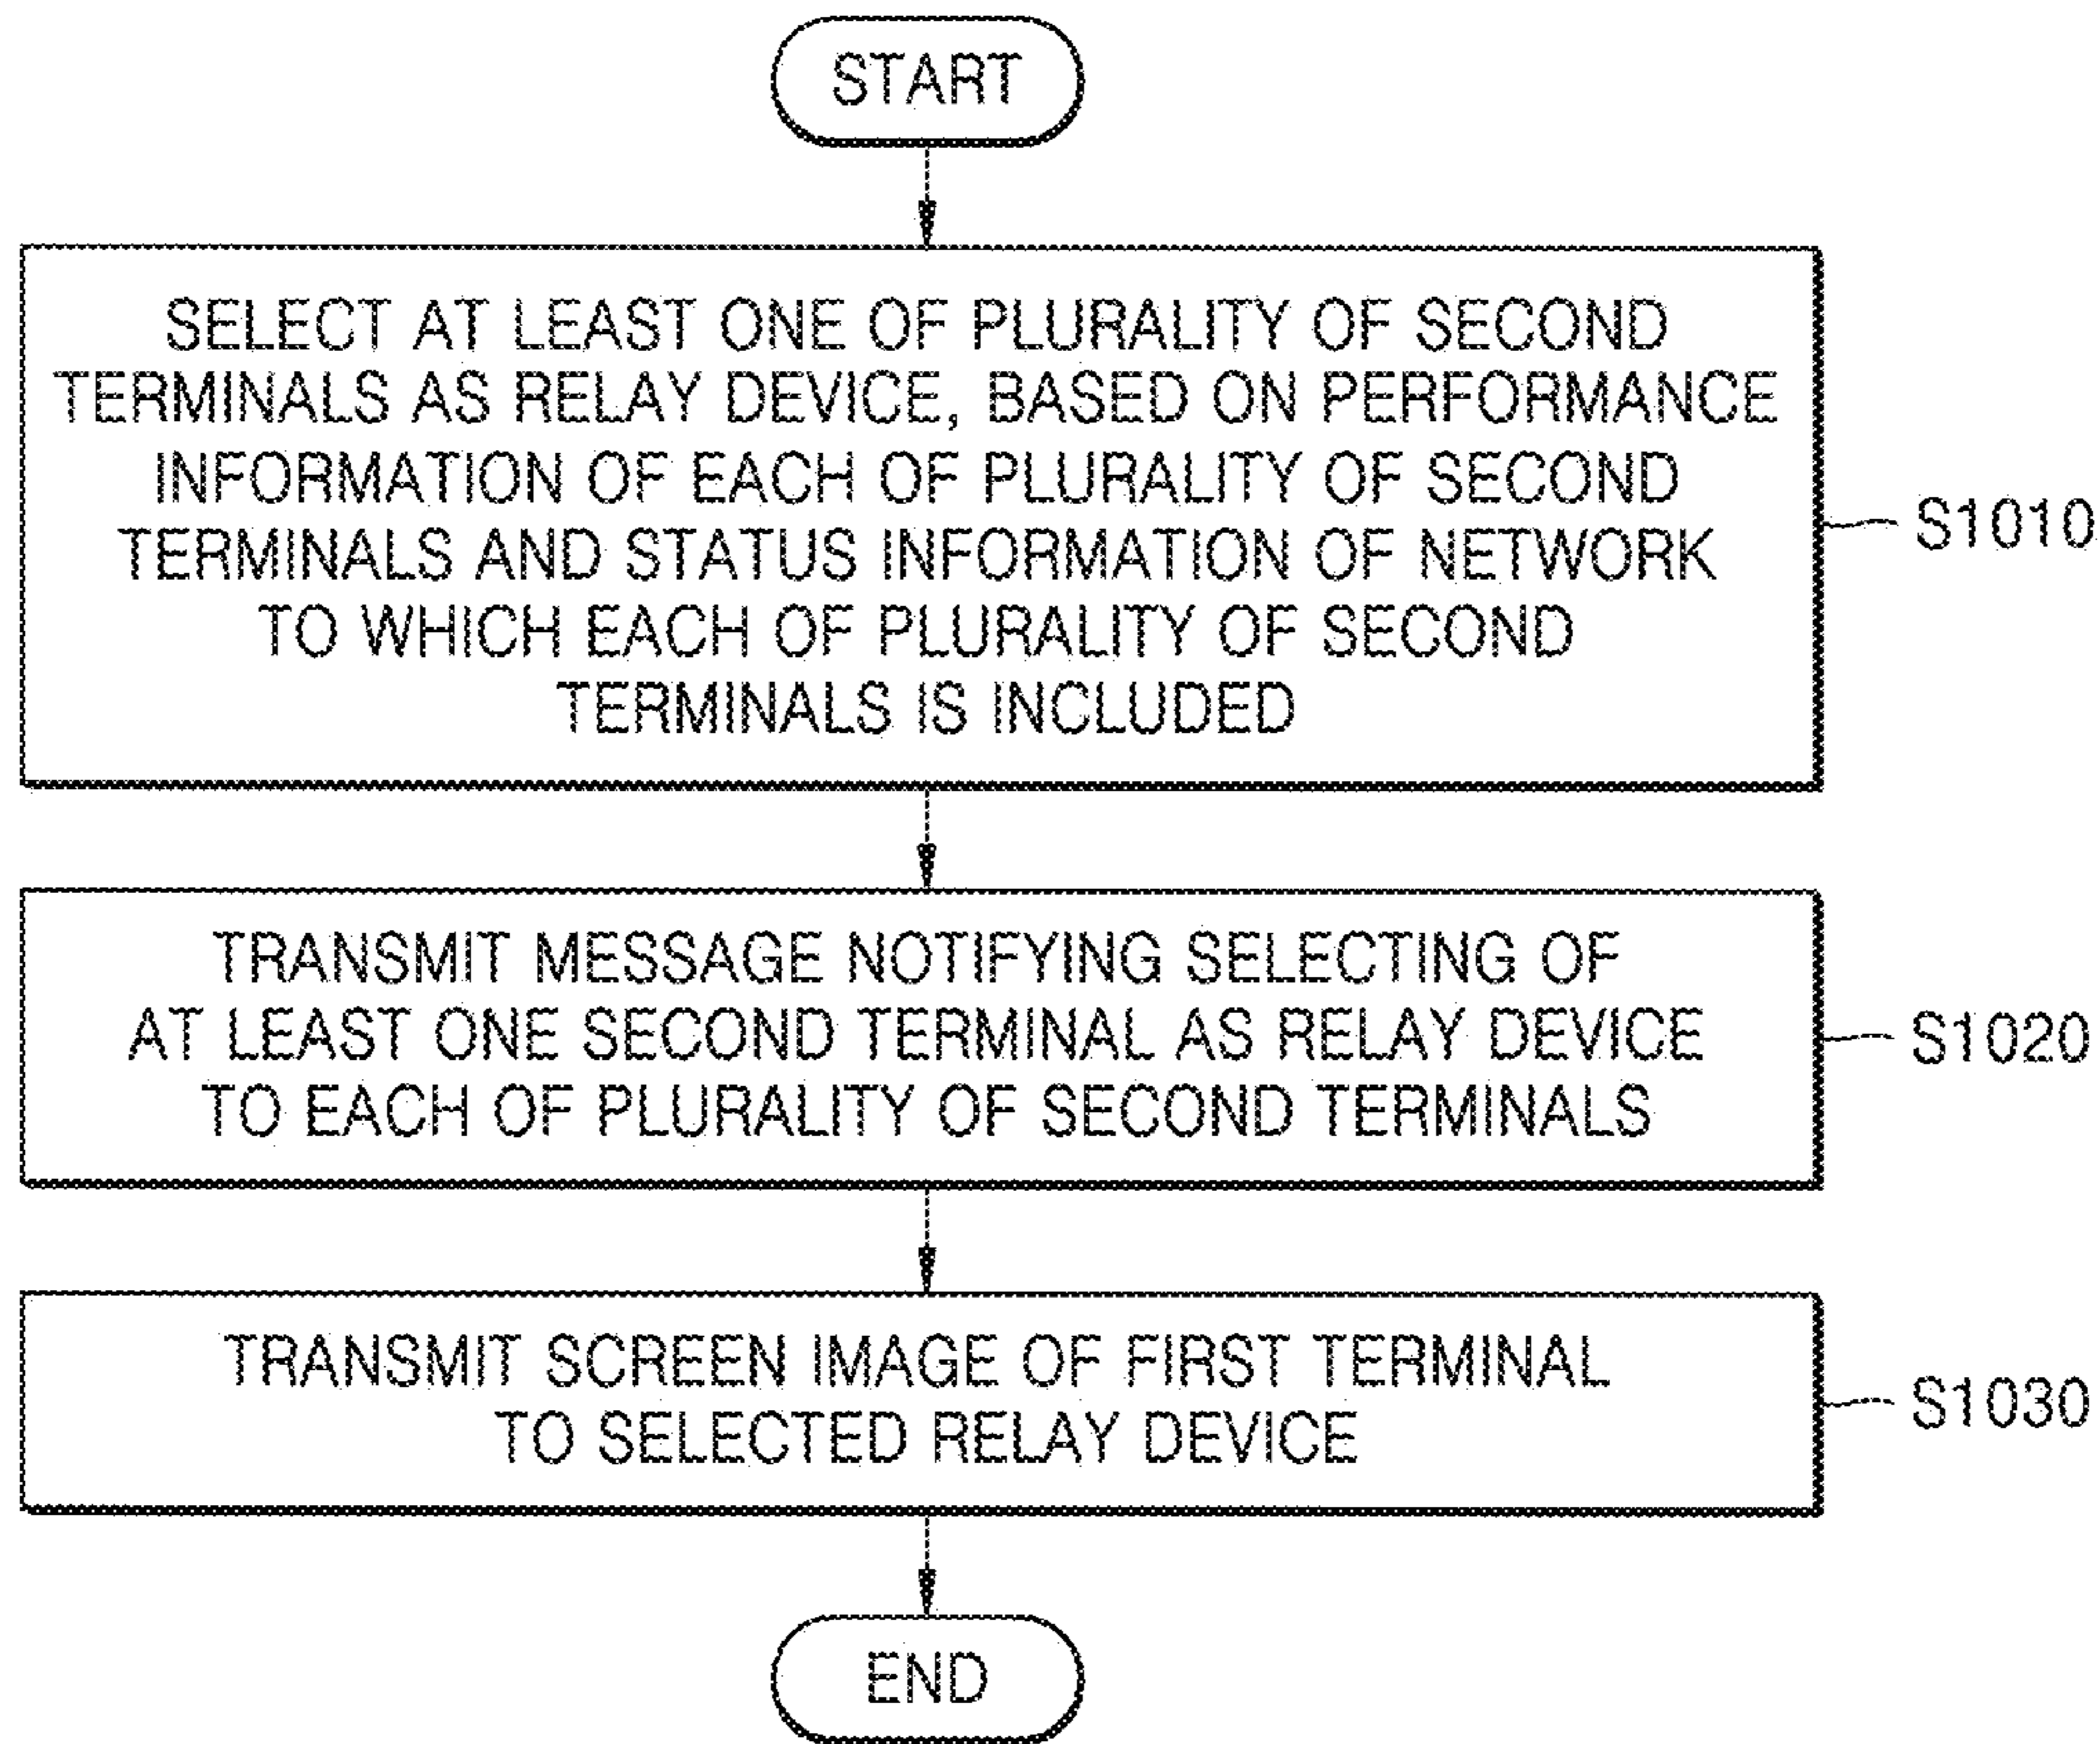 START
SELECT AT LEAST ONE OF PLURALITY OF SECOND
TERMINALS AS RELAY DEVICE, BASED ON PERFORMANCE
INFORMATION OF EACH OF PLURALITY OF SECOND
TERMINALS AND STATUS INFORMATION OF NETWORK
TO WHICH EACH OF PLURALITY OF SECOND
TERMINALS IS INCLUDED
S1010
TRANSMIT MESSAGE NOTIFYING SELECTING OF
AT LEAST ONE SECOND TERMINAL AS RELAY DEVICE
TO EACH OF PLURALITY OF SECOND TERMINALS
S1020
TRANSMIT SCREEN IMAGE OF FIRST TERMINAL
TO SELECTED RELAY DEVICE
S1030
END